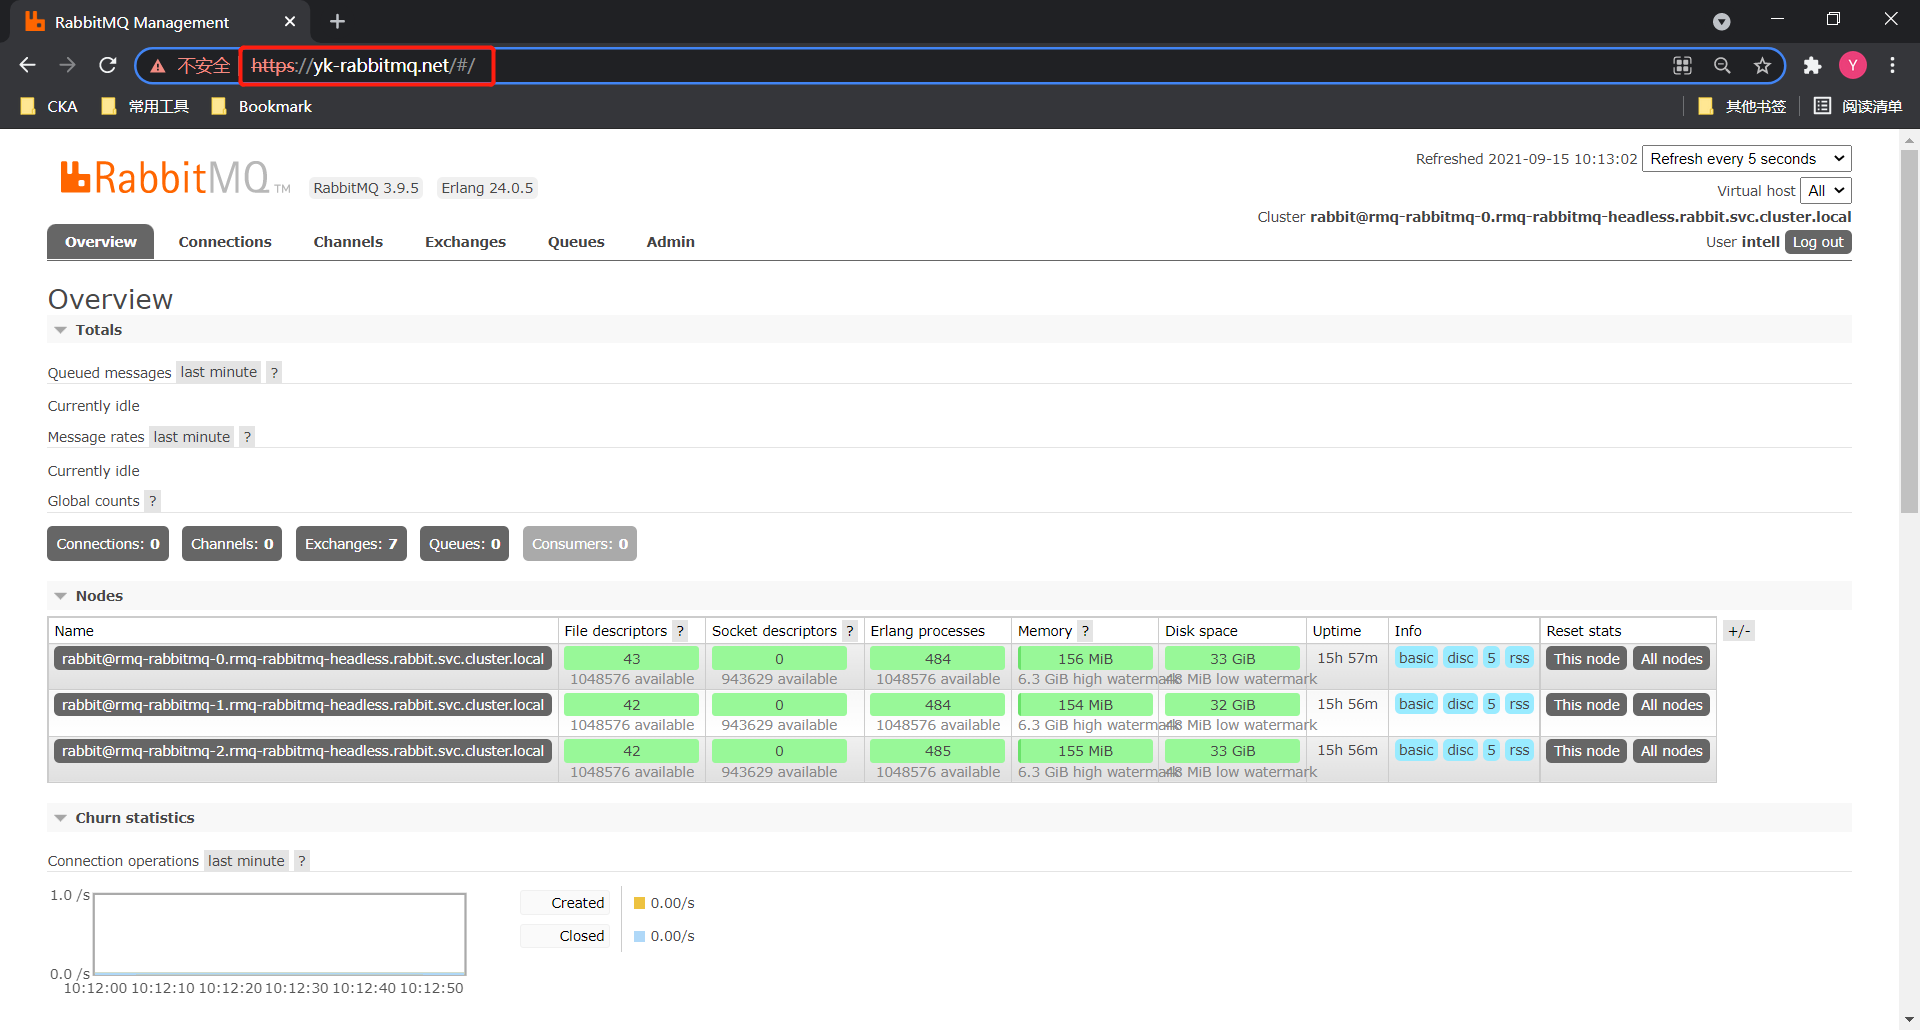 RabbitMQ Management
不安全 https://yk-rabbitmq.net/#/
Y
CKA 常用工具 Bookmark 其他书签 阅读清单
RabbitMQ TM RabbitMQ 3.9.5 Erlang 24.0.5
Refreshed 2021-09-15 10:13:02 Refresh every 5 seconds
Virtual host All
Cluster rabbit@rmq-rabbitmq-0.rmq-rabbitmq-headless.rabbit.svc.cluster.local
User intell Log out
Overview Connections Channels Exchanges Queues Admin
Overview
Totals
Queued messages last minute ?
Currently idle
Message rates last minute ?
Currently idle
Global counts ?
Connections: 0 Channels: 0 Exchanges: 7 Queues: 0 Consumers: 0
Nodes
Name File descriptors ? Socket descriptors ? Erlang processes Memory ? Disk space Uptime Info Reset stats +/-
rabbit@rmq-rabbitmq-0.rmq-rabbitmq-headless.rabbit.svc.cluster.local 43 0 484 156 MiB 33 GiB 15h 57m basic disc 5 rss This node All nodes
1048576 available 943629 available 1048576 available 6.3 GiB high watermark 48 MiB low watermark
rabbit@rmq-rabbitmq-1.rmq-rabbitmq-headless.rabbit.svc.cluster.local 42 0 484 154 MiB 32 GiB 15h 56m basic disc 5 rss This node All nodes
1048576 available 943629 available 1048576 available 6.3 GiB high watermark 48 MiB low watermark
rabbit@rmq-rabbitmq-2.rmq-rabbitmq-headless.rabbit.svc.cluster.local 42 0 485 155 MiB 33 GiB 15h 56m basic disc 5 rss This node All nodes
1048576 available 943629 available 1048576 available 6.3 GiB high watermark 48 MiB low watermark
Churn statistics
Connection operations last minute ?
1.0 /s
Created 0.00/s
Closed 0.00/s
0.0 /s
10:12:00 10:12:10 10:12:20 10:12:30 10:12:40 10:12:50